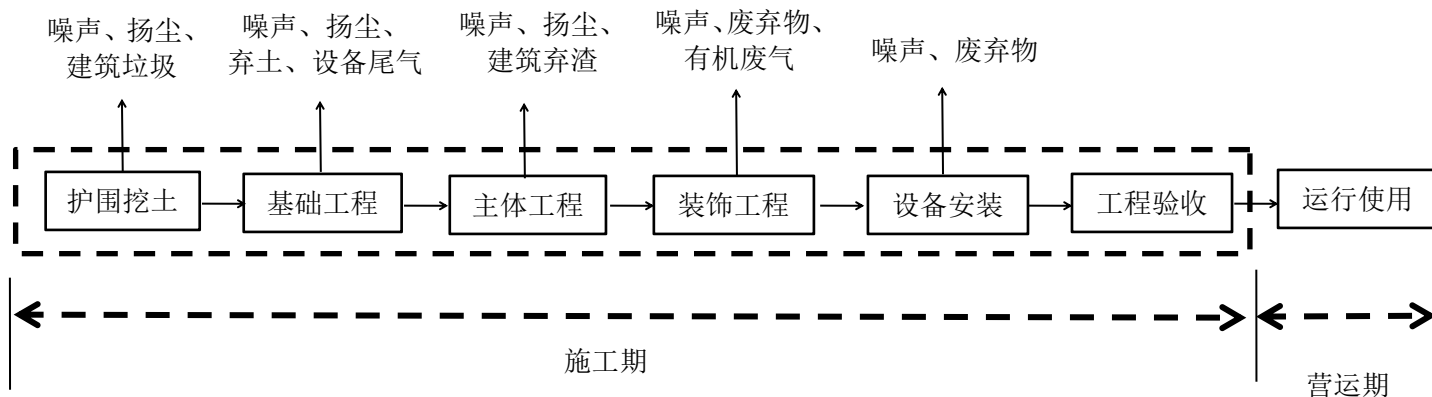 噪声、扬尘、
建筑垃圾
噪声、扬尘、
弃土、设备尾气
噪声、扬尘、
建筑弃渣
噪声、废弃物、
有机废气
噪声、废弃物
护围挖土
基础工程
主体工程
装饰工程
设备安装
工程验收
运行使用
施工期
营运期